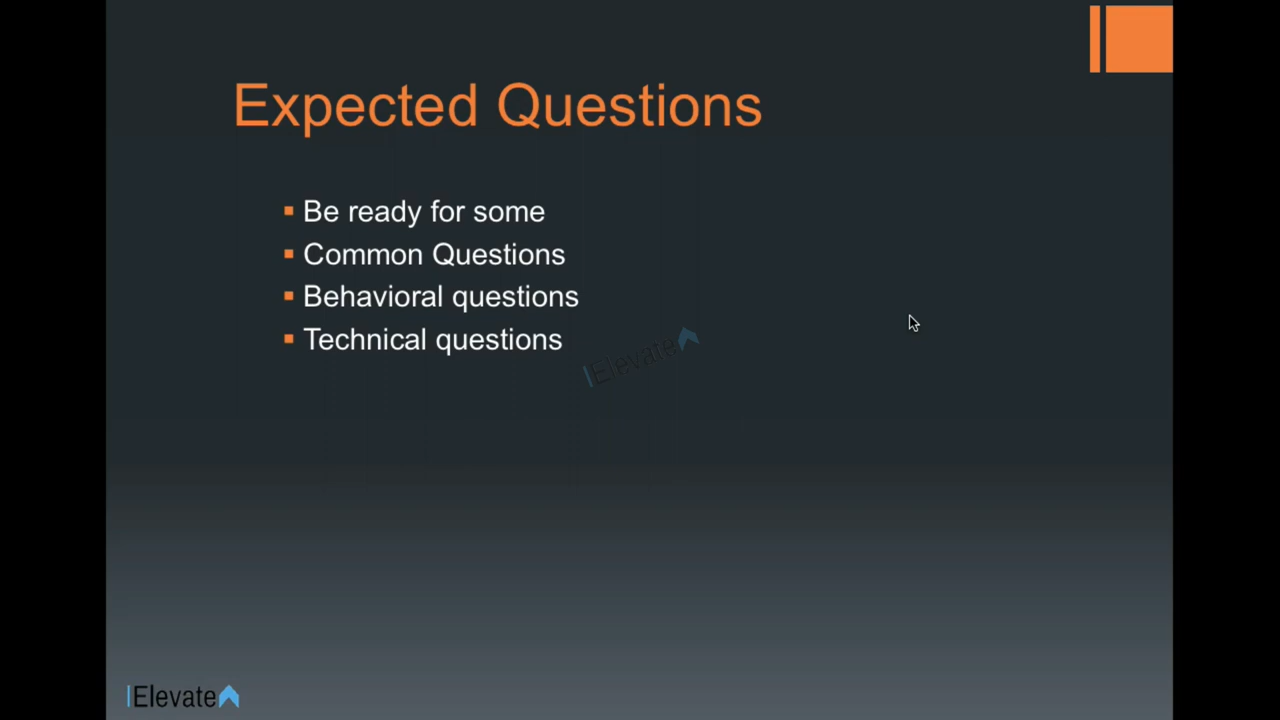 Expected Questions
Be ready for some
Common Questions
Behavioral questions
Technical questions
Elevate
Elevate